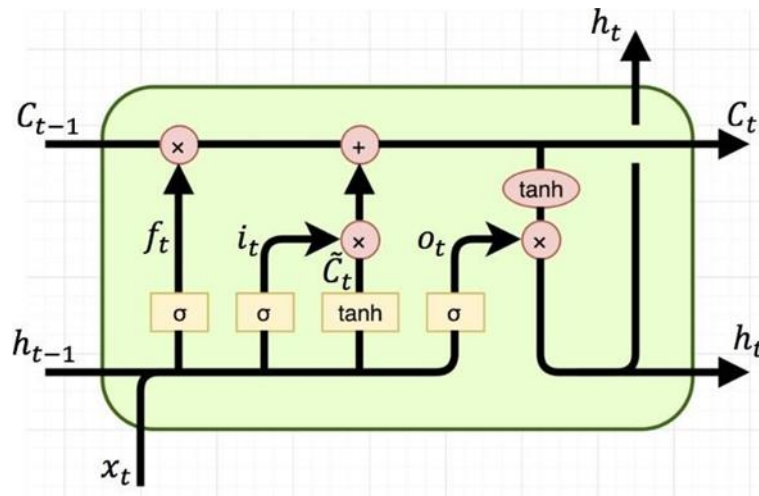 h_t
C_{t-1}
C_t
×
+
tanh
f_t
i_t
×
o_t
×
C̃_t
σ
σ
tanh
σ
h_{t-1}
h_t
x_t